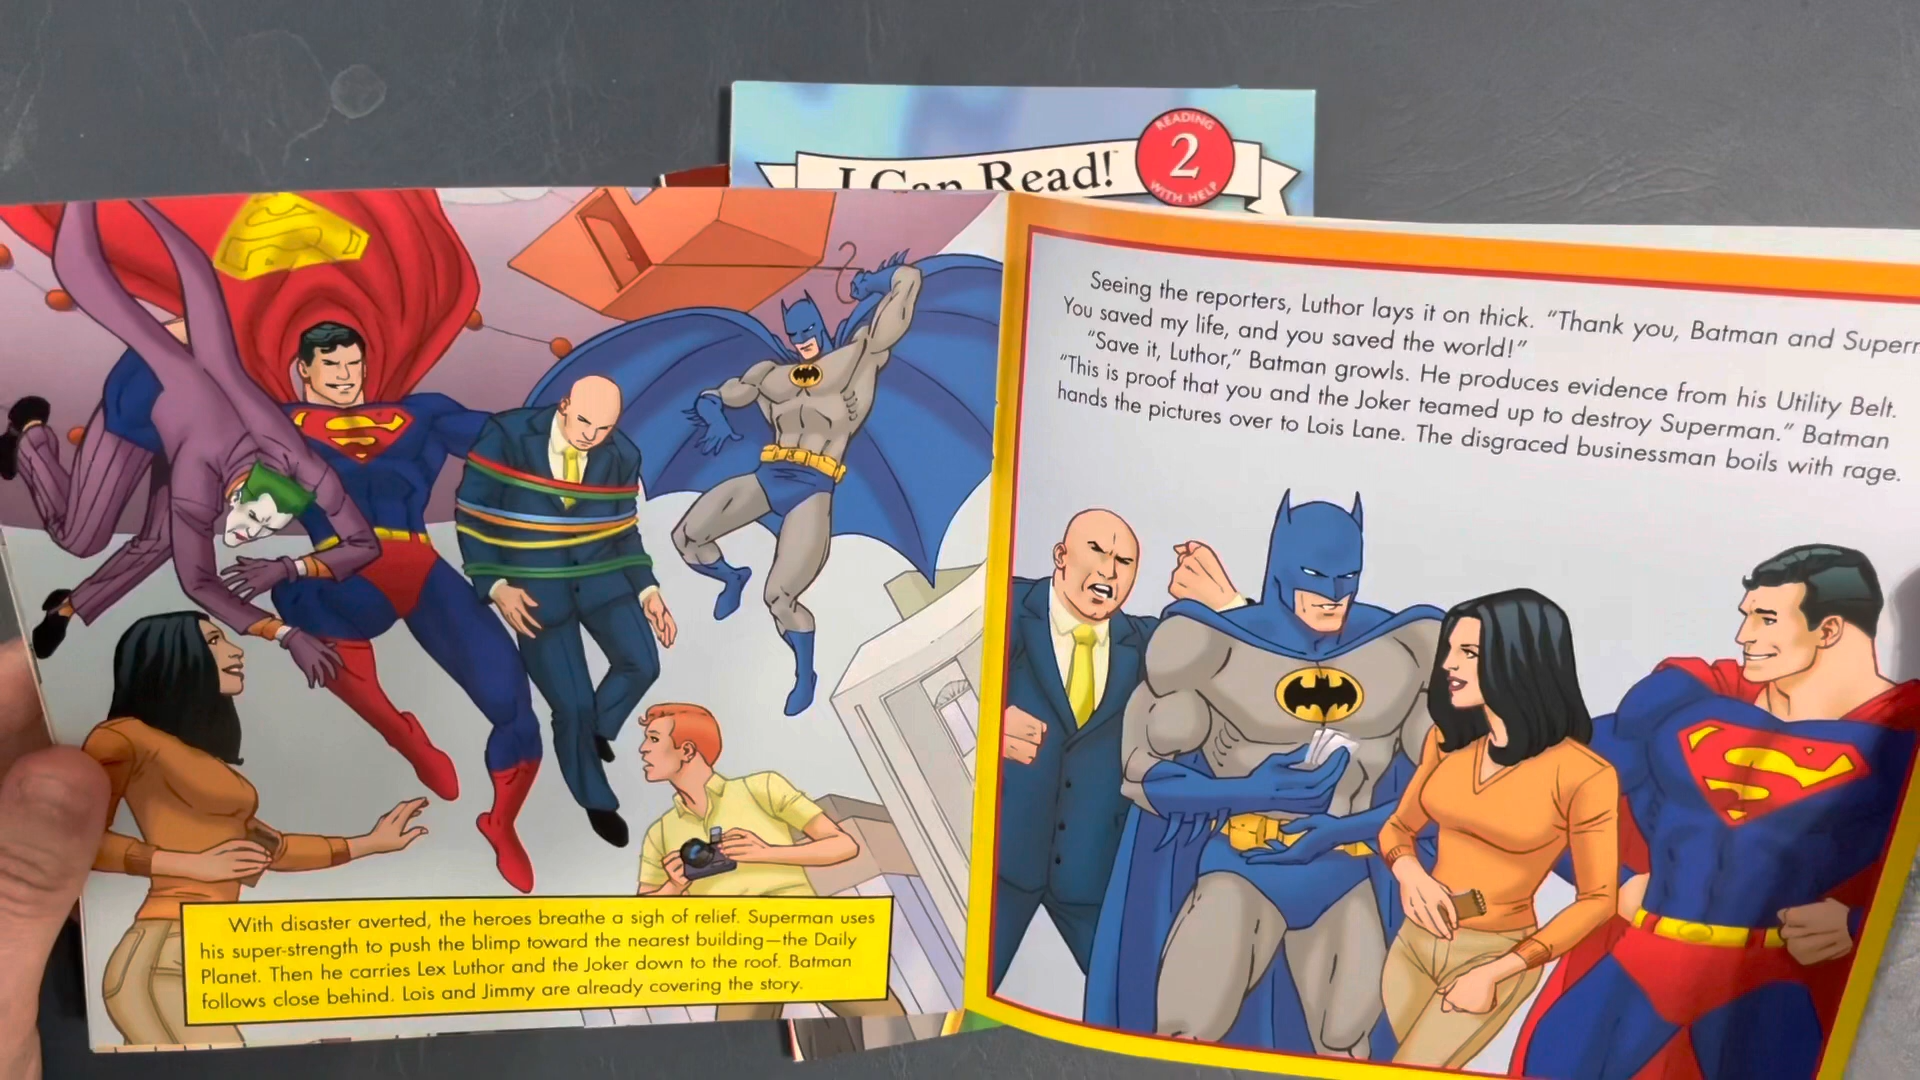 READING
2
WITH HELP
I Can Read!
With disaster averted, the heroes breathe a sigh of relief. Superman uses
his super-strength to push the blimp toward the nearest building—the Daily
Planet. Then he carries Lex Luthor and the Joker down to the roof. Batman
follows close behind. Lois and Jimmy are already covering the story.
Seeing the reporters, Luthor lays it on thick. "Thank you, Batman and
You saved my life, and you saved the world!"
"Save it, Luthor," Batman growls. He produces evidence from his Utility Belt.
"This is proof that you and the Joker teamed up to destroy Superman." Batman
hands the pictures over to Lois Lane. The disgraced businessman boils with rage.